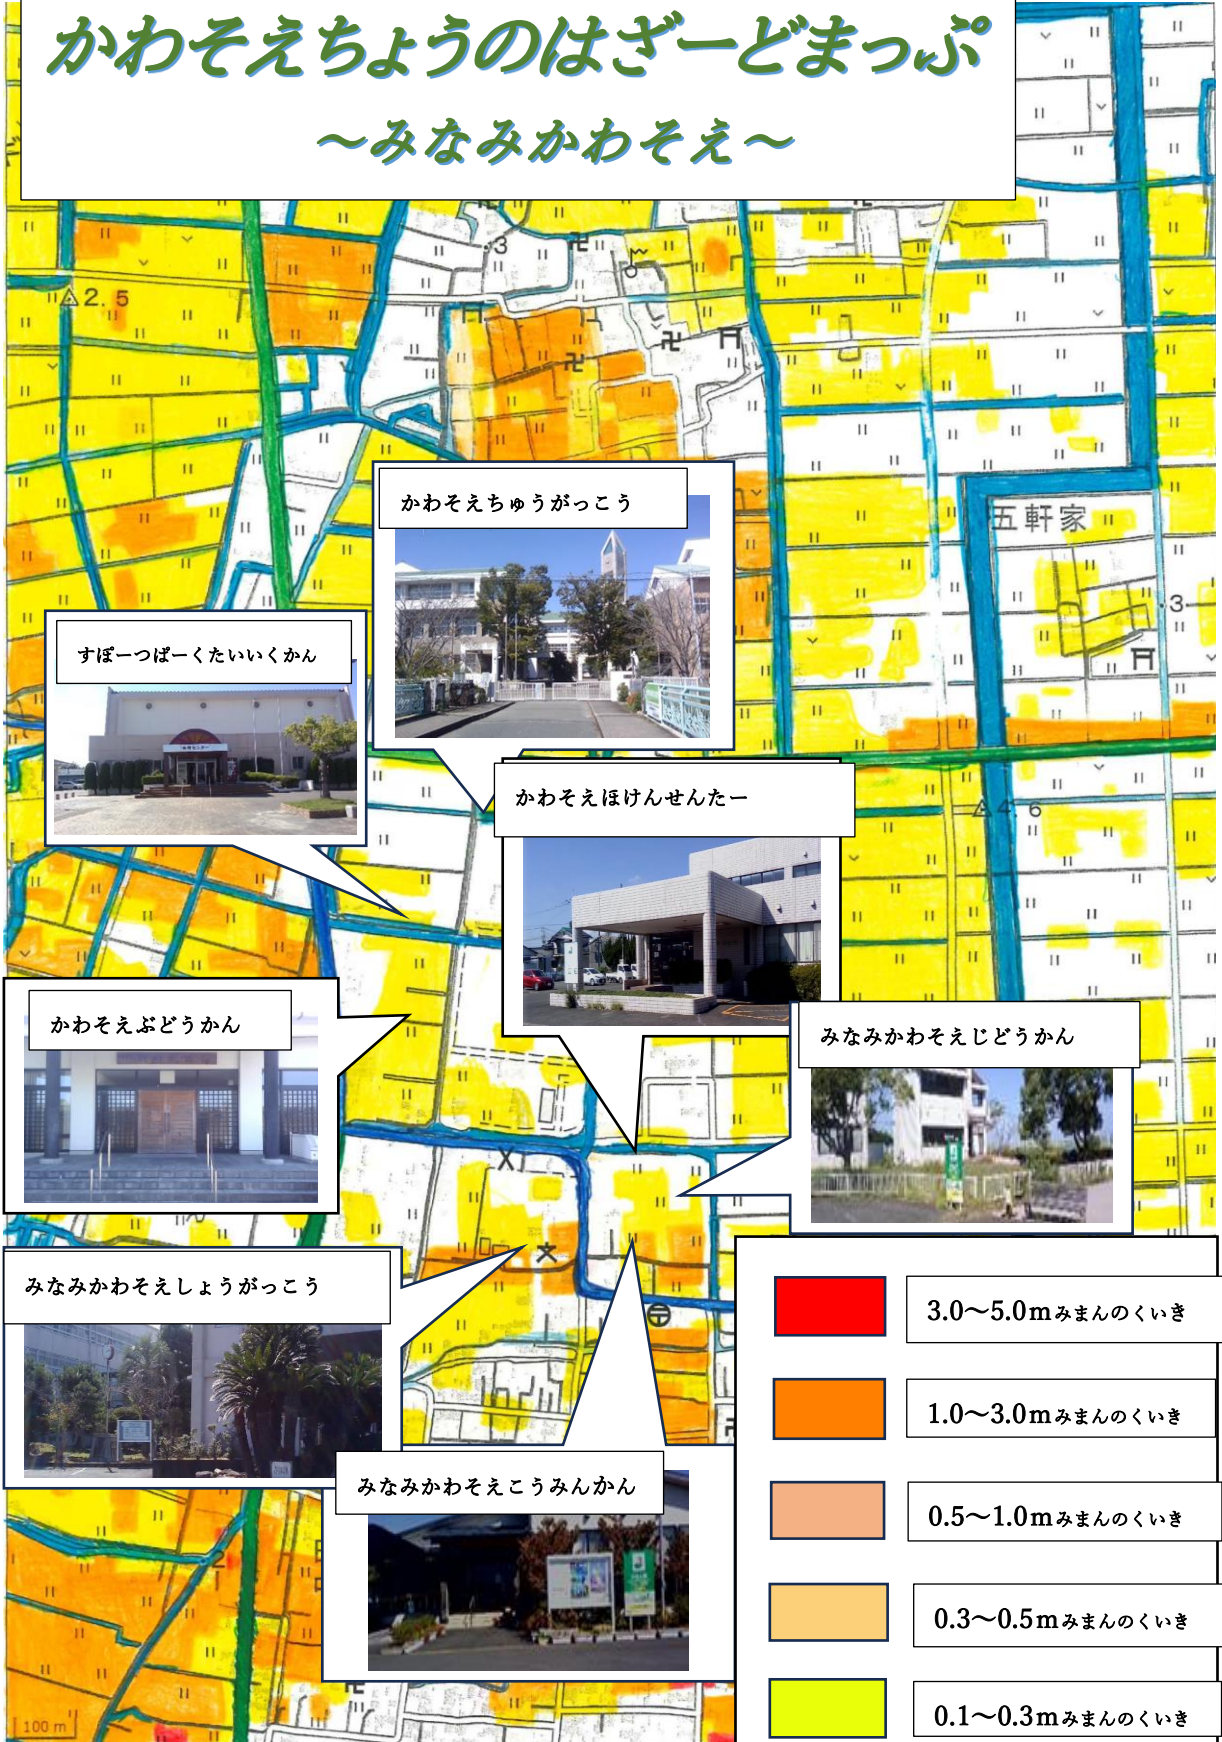 かわそえちょうのはざーどまっぷ
～みなみかわそえ～
3
2.5
かわそえちゅうがっこう
五軒家
3
すぽーつぱーくたいいくかん
かわそえほけんせんたー
4.6
かわそえぶどうかん
みなみかわそえじどうかん
みなみかわそえしょうがっこう
3.0～5.0mみまんのくいき
1.0～3.0mみまんのくいき
みなみかわそえこうみんかん
0.5～1.0mみまんのくいき
2
0.3～0.5mみまんのくいき
0.1～0.3mみまんのくいき
100 m